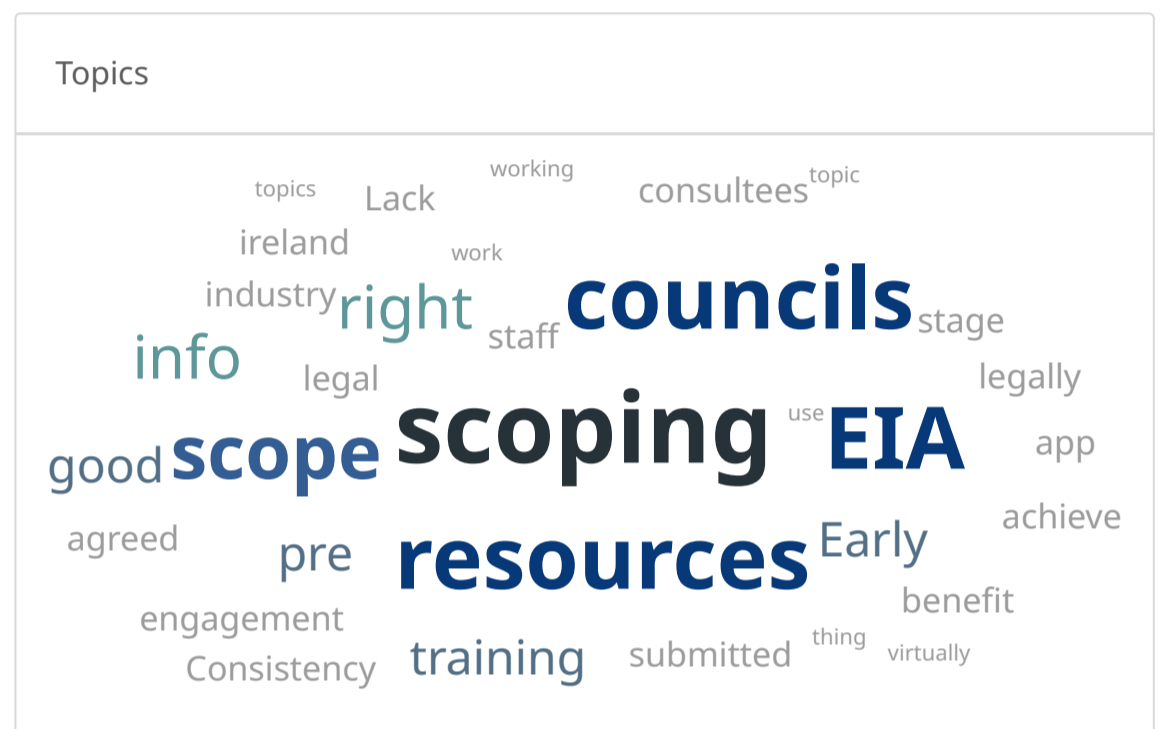 Topics
working
topics
Lack
consultees
topic
ireland
work
industry
right
staff
councils
stage
info
legal
legally
scoping
use
EIA
good
scope
app
agreed
pre
resources
Early
achieve
engagement
benefit
Consistency
training
submitted
thing
virtually